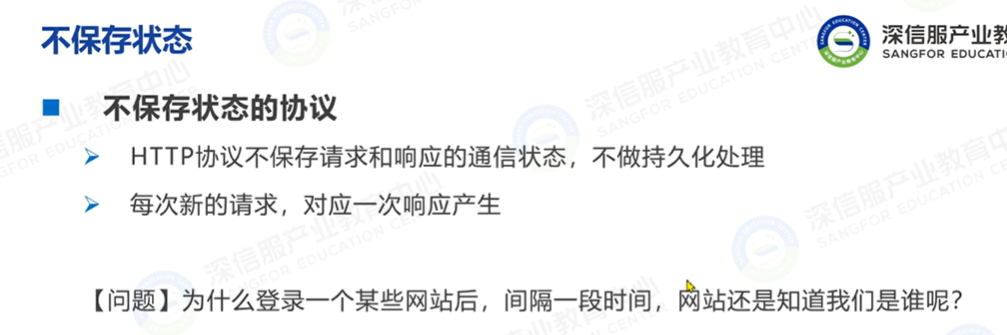 不保存状态
深信服产业教
SANGFOR EDUCATI
不保存状态的协议
HTTP协议不保存请求和响应的通信状态，不做持久化处理
每次新的请求，对应一次响应产生
【问题】为什么登录一个某些网站后，间隔一段时间，网站还是知道我们是谁呢？